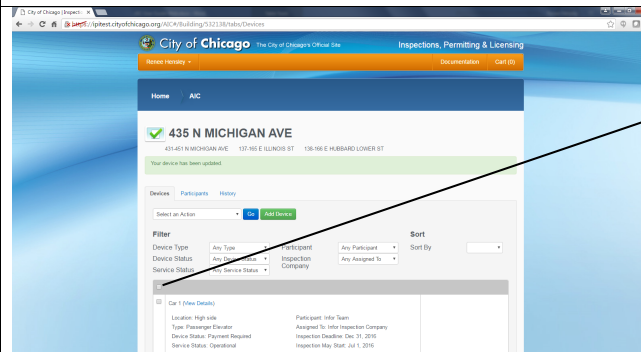 City of Chicago | Inspecti
https://ipitest.cityofchicago.org/AIC#/Building/532138/tabs/Devices
City of Chicago The City of Chicago's Official Site Inspections, Permitting & Licensing
Renee Hensley Documentation Cart (0)
Home AIC
435 N MICHIGAN AVE
431-451 N MICHIGAN AVE 137-165 E ILLINOIS ST 138-166 E HUBBARD LOWER ST
Your device has been updated.
Devices Participants History
Select an Action Go Add Device
Filter Sort
Device Type Any Type Participant Any Participant Sort By
Device Status Any Device Status Inspection Company Any Assigned To
Service Status Any Service Status
Car 1 (View Details)
Location: High side Participant: Infor Team
Type: Passenger Elevator Assigned To: Infor Inspection Company
Device Status: Payment Required Inspection Deadline: Dec 31, 2016
Service Status: Operational Inspection May Start: Jul 1, 2016